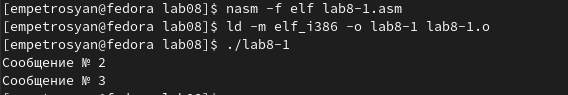 [empetrosyan@fedora lab08]$ nasm -f elf lab8-1.asm
[empetrosyan@fedora lab08]$ ld -m elf_i386 -o lab8-1 lab8-1.o
[empetrosyan@fedora lab08]$ ./lab8-1
Сообщение № 2
Сообщение № 3